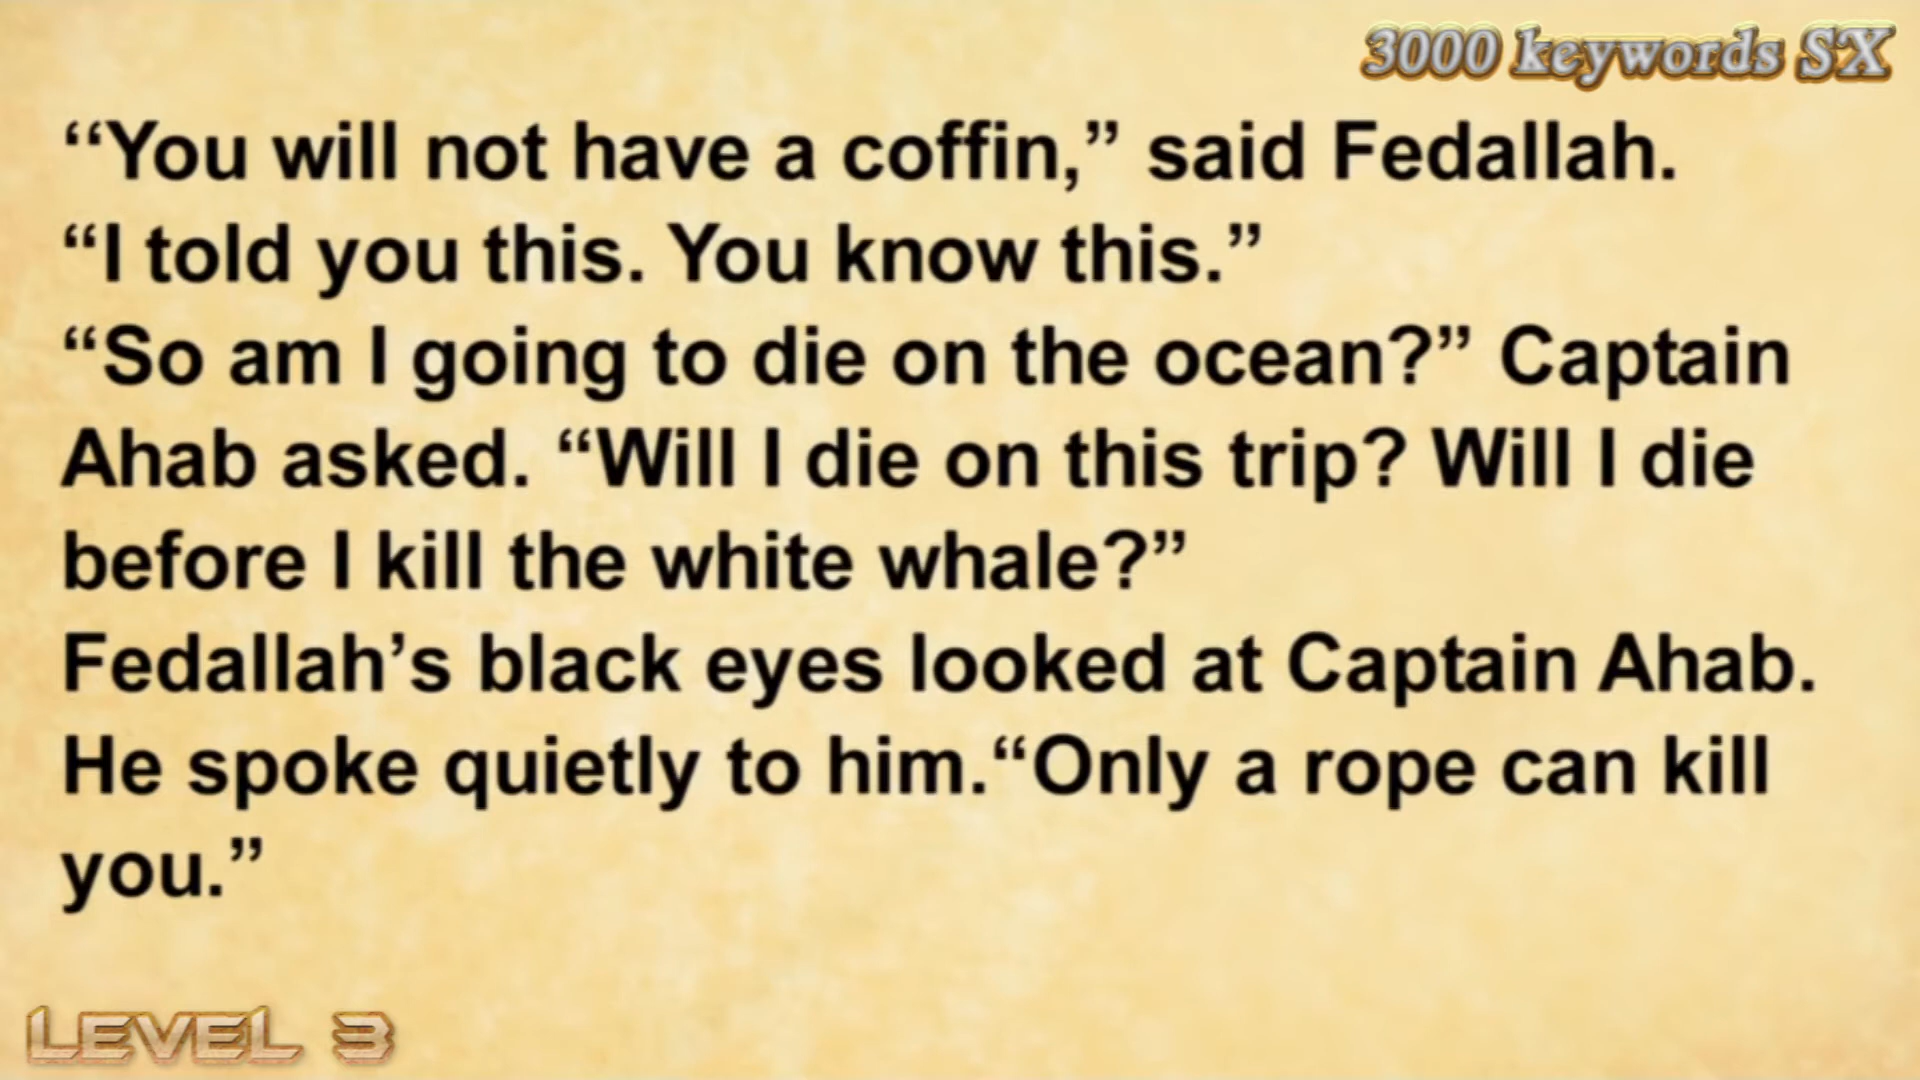 3000 keywords SX
“You will not have a coffin,” said Fedallah.
“I told you this. You know this.”
“So am I going to die on the ocean?” Captain
Ahab asked. “Will I die on this trip? Will I die
before I kill the white whale?”
Fedallah’s black eyes looked at Captain Ahab.
He spoke quietly to him.“Only a rope can kill
you.”
LEVEL 3